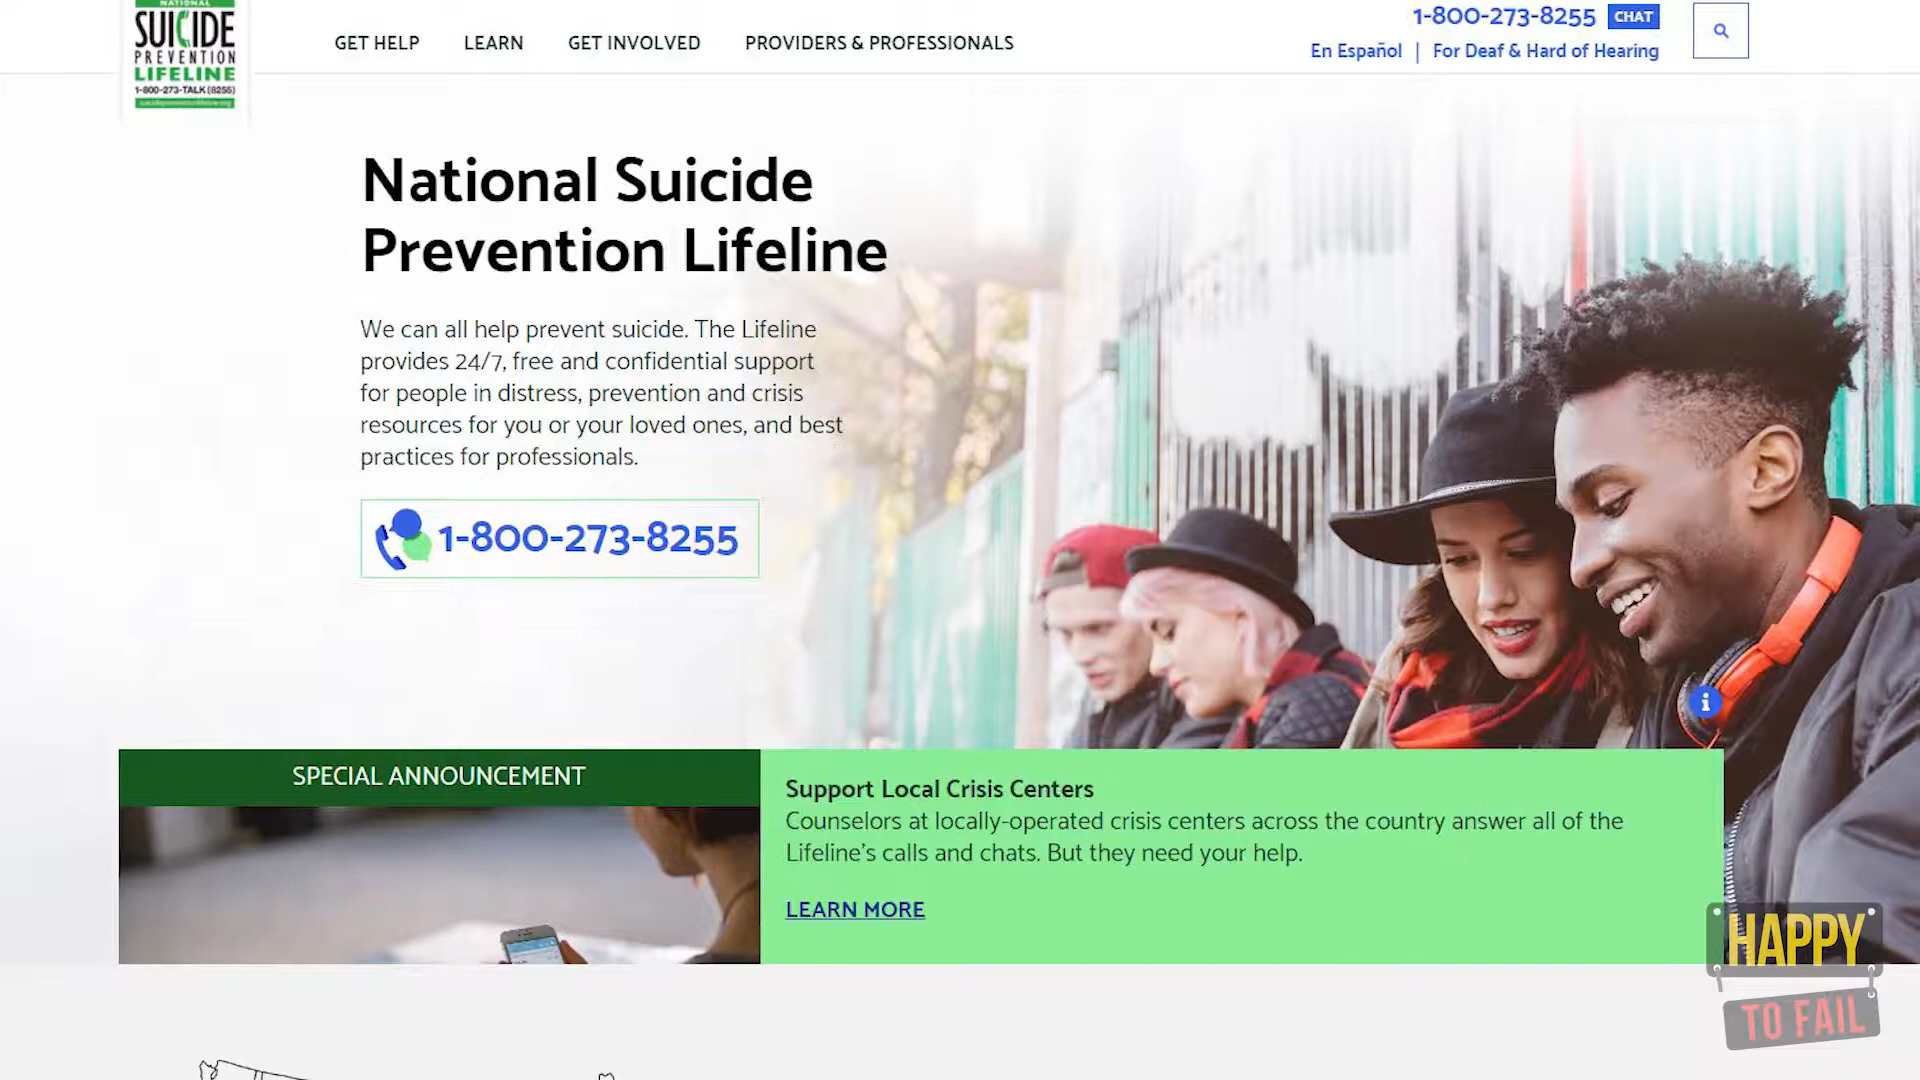 NATIONAL
SUICIDE
PREVENTION
LIFELINE
1-800-273-TALK (8255)
suicidepreventionlifeline.org
GET HELP
LEARN
GET INVOLVED
PROVIDERS & PROFESSIONALS
1-800-273-8255 CHAT
En Español | For Deaf & Hard of Hearing
National Suicide
Prevention Lifeline
We can all help prevent suicide. The Lifeline
provides 24/7, free and confidential support
for people in distress, prevention and crisis
resources for you or your loved ones, and best
practices for professionals.
1-800-273-8255
i
SPECIAL ANNOUNCEMENT
Support Local Crisis Centers
Counselors at locally-operated crisis centers across the country answer all of the
Lifeline's calls and chats. But they need your help.
LEARN MORE
HAPPY
TO FAIL